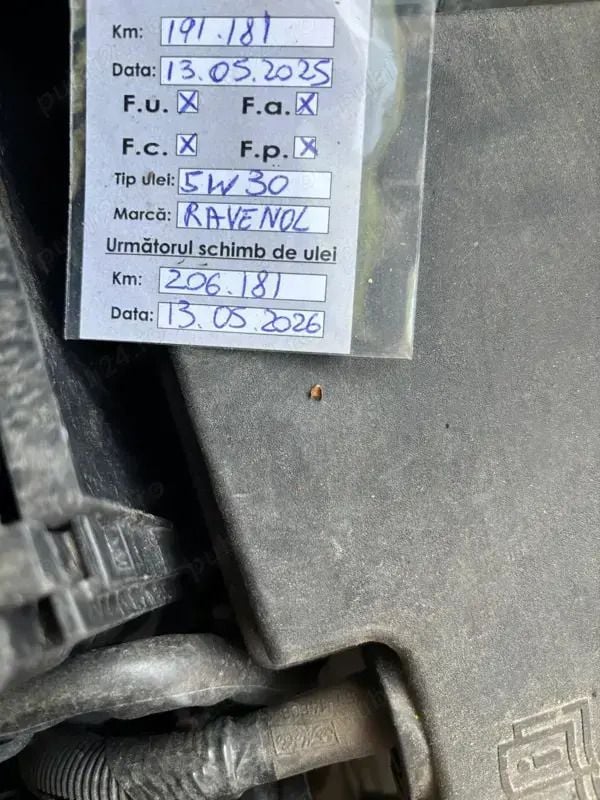 Km: 191.181
Data: 13.05.2025
F.u. X F.a. X
F.c. X F.p. X
Tip ulei: 5W30
Marcă: RAVENOL
Următorul schimb de ulei
Km: 206.181
Data: 13.05.2026